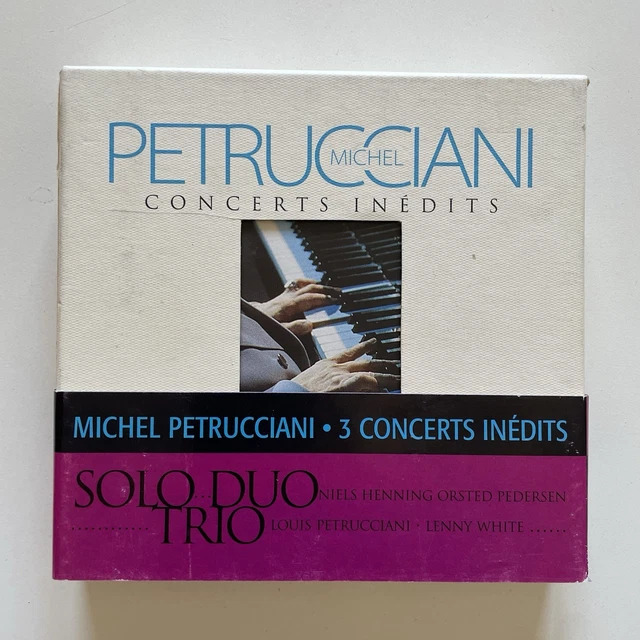 PETRUCCIANI
MICHEL
CONCERTS INÉDITS
MICHEL PETRUCCIANI • 3 CONCERTS INÉDITS
SOLO ... DUO NIELS HENNING ORSTED PEDERSEN
............ TRIO LOUIS PETRUCCIANI · LENNY WHITE ......